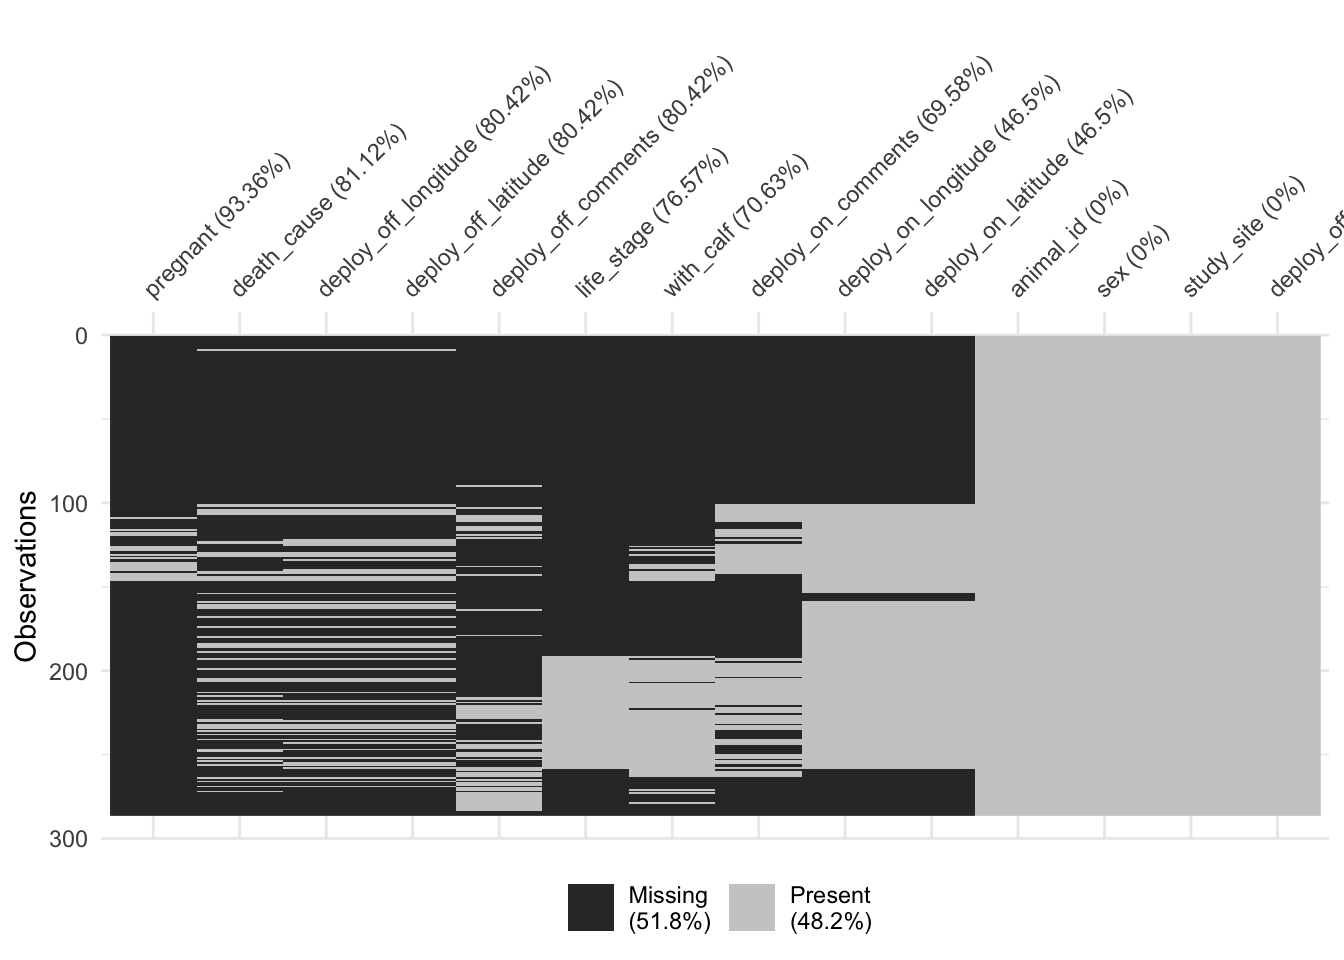 pregnant (93.36%)
death_cause (81.12%)
deploy_off_longitude (80.42%)
deploy_off_latitude (80.42%)
deploy_off_comments (80.42%)
life_stage (76.57%)
with_calf (70.63%)
deploy_on_comments (69.58%)
deploy_on_longitude (46.5%)
deploy_on_latitude (46.5%)
animal_id (0%)
sex (0%)
study_site (0%)
deploy_off
0
100
200
300
Observations
Missing
(51.8%)
Present
(48.2%)